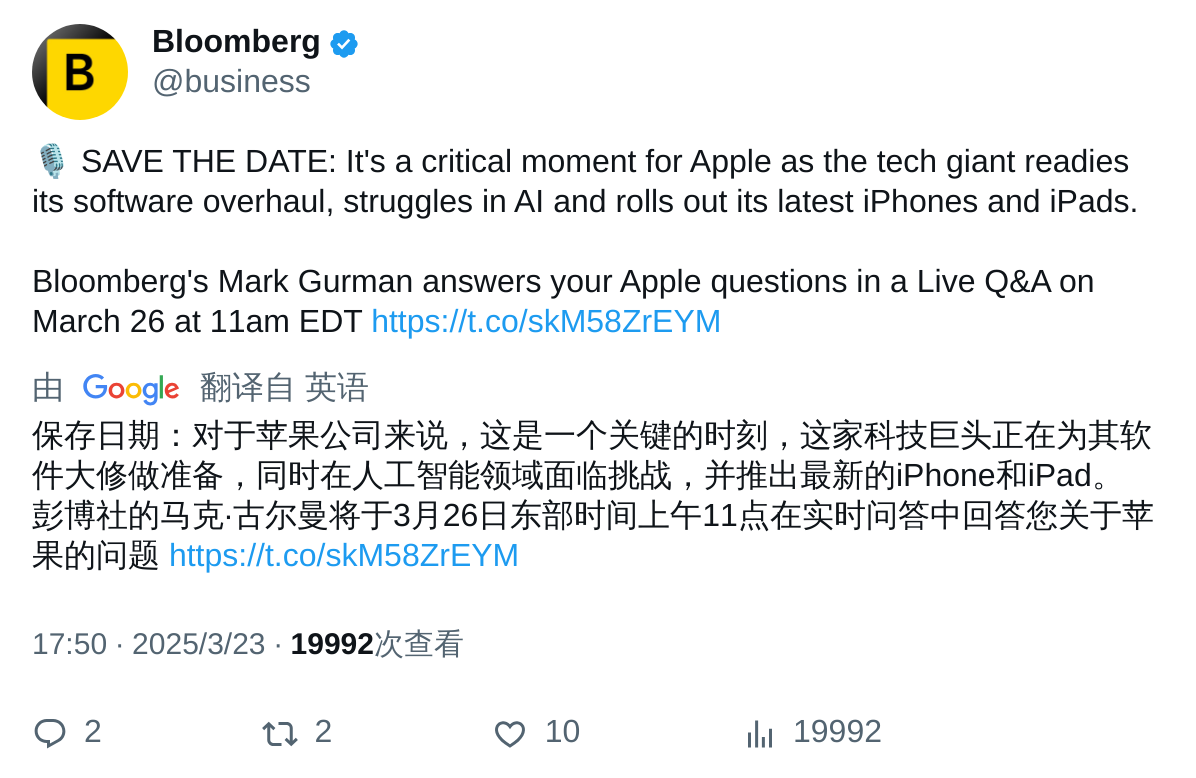 B
Bloomberg
@business
🎙️ SAVE THE DATE: It's a critical moment for Apple as the tech giant readies
its software overhaul, struggles in AI and rolls out its latest iPhones and iPads.
Bloomberg's Mark Gurman answers your Apple questions in a Live Q&A on
March 26 at 11am EDT https://t.co/skM58ZrEYM
由 Google 翻译自 英语
保存日期：对于苹果公司来说，这是一个关键的时刻，这家科技巨头正在为其软
件大修做准备，同时在人工智能领域面临挑战，并推出最新的iPhone和iPad。
彭博社的马克·古尔曼将于3月26日东部时间上午11点在实时问答中回答您关于苹
果的问题 https://t.co/skM58ZrEYM
17:50 · 2025/3/23 · 19992次查看
2 2 10 19992